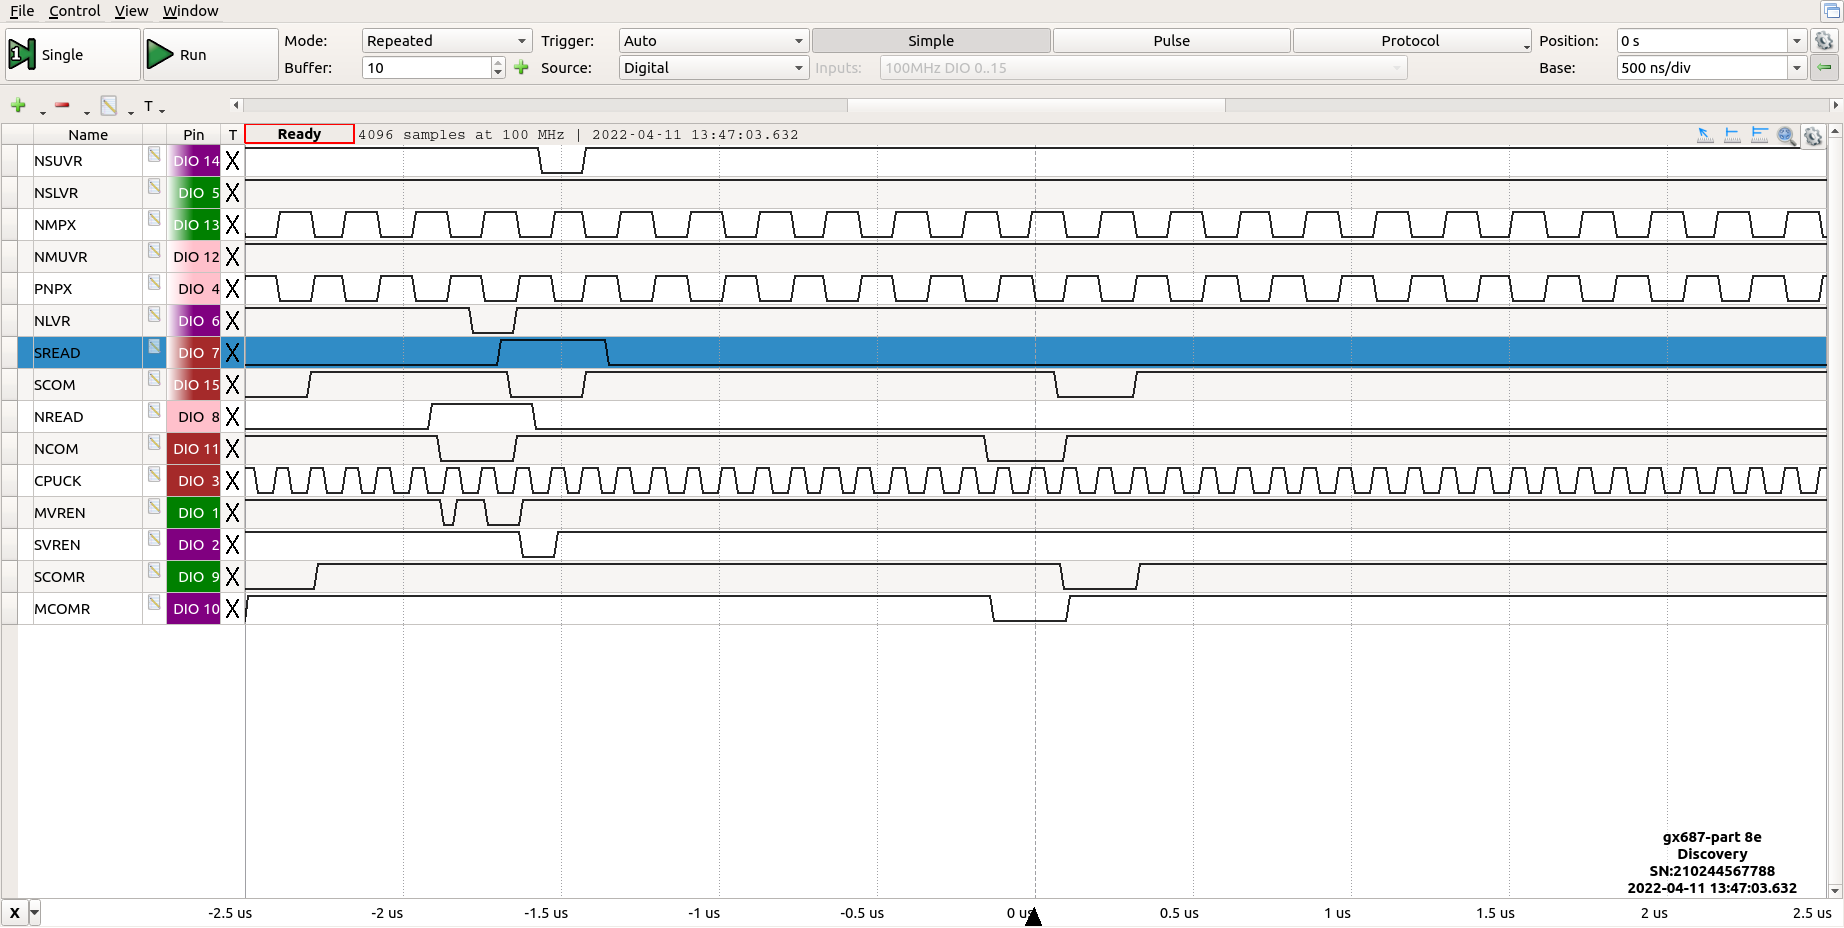 File Control View Window
Single
Run
Mode: Repeated Trigger: Auto Simple Pulse Protocol Position: 0 s
Buffer: 10 Source: Digital Inputs: 100MHz DIO 0..15 Base: 500 ns/div
T
Name Pin T Ready 4096 samples at 100 MHz | 2022-04-11 13:47:03.632
NSUVR DIO 14 X
NSLVR DIO 5 X
NMPX DIO 13 X
NMUVR DIO 12 X
PNPX DIO 4 X
NLVR DIO 6 X
SREAD DIO 7 X
SCOM DIO 15 X
NREAD DIO 8 X
NCOM DIO 11 X
CPUCK DIO 3 X
MVREN DIO 1 X
SVREN DIO 2 X
SCOMR DIO 9 X
MCOMR DIO 10 X
gx687-part 8e
Discovery
SN:210244567788
2022-04-11 13:47:03.632
X -2.5 us -2 us -1.5 us -1 us -0.5 us 0 us 0.5 us 1 us 1.5 us 2 us 2.5 us